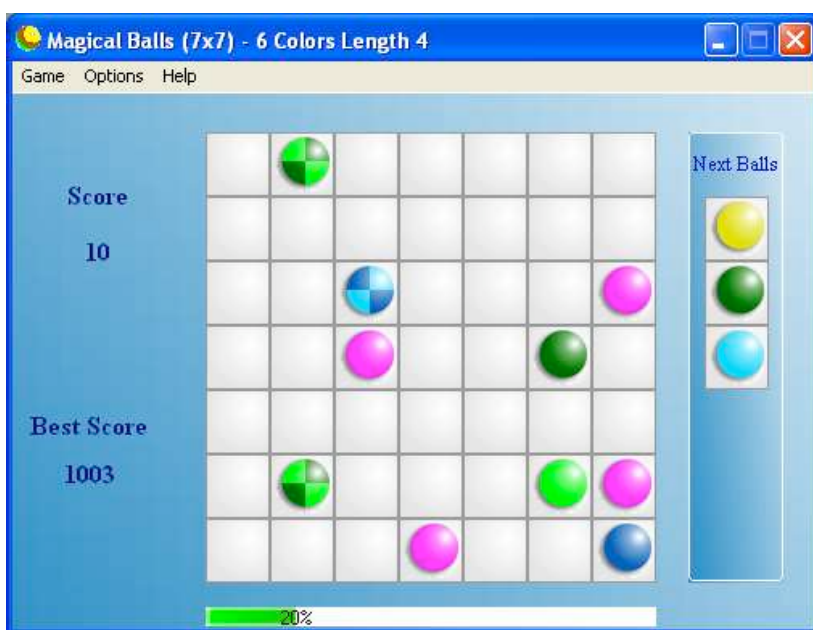 Magical Balls (7x7) - 6 Colors Length 4
Game Options Help
Next Balls
Score
10
Best Score
1003
20%